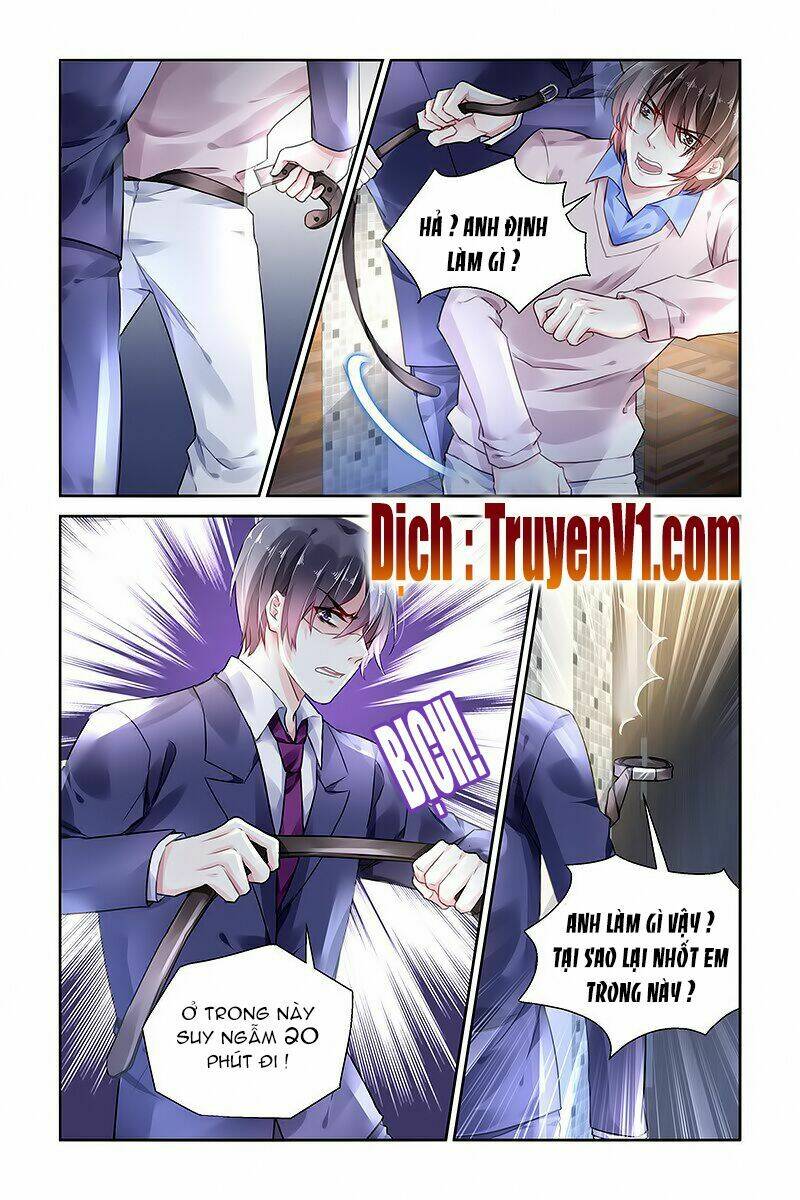 HẢ ? ANH ĐỊNH
LÀM GÌ ?
Dịch : TruyenV1.com
BỊCH!
Ở TRONG NÀY
SUY NGẪM 20
PHÚT ĐI !
ANH LÀM GÌ VẬY ?
TẠI SAO LẠI NHỐT EM
TRONG NÀY ?